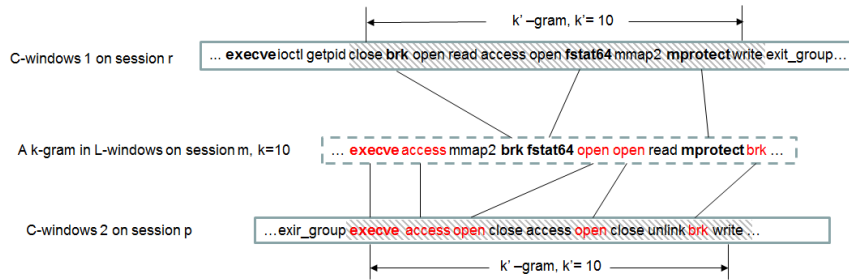 k’ –gram, k’= 10
C-windows 1 on session r
... execve ioctl getpid close brk open read access open fstat64 mmap2 mprotect write exit_group...
A k-gram in L-windows on session m, k=10
... execve access mmap2 brk fstat64 open open read mprotect brk ...
C-windows 2 on session p
...exir_group execve access open close access open close unlink brk write ...
k’ –gram, k’= 10